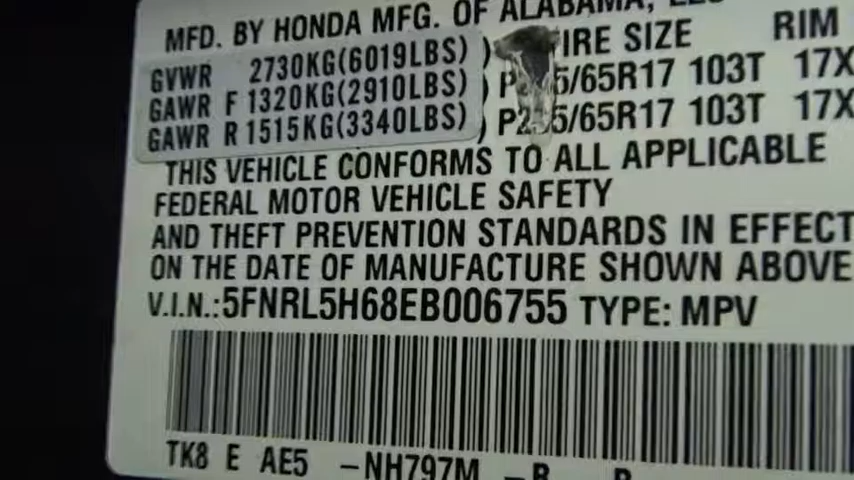 MFD. BY HONDA MFG. OF ALABAMA,
TIRE SIZE RIM
GVWR 2730KG(6019LBS)
GAWR F 1320KG(2910LBS) 5/65R17 103T 17X
GAWR R 1515KG(3340LBS) P235/65R17 103T 17X
THIS VEHICLE CONFORMS TO ALL APPLICABLE
FEDERAL MOTOR VEHICLE SAFETY
AND THEFT PREVENTION STANDARDS IN EFFECT
ON THE DATE OF MANUFACTURE SHOWN ABOVE
V.I.N.:5FNRL5H68EB006755 TYPE: MPV
TK8 E AE5 -NH797M -B